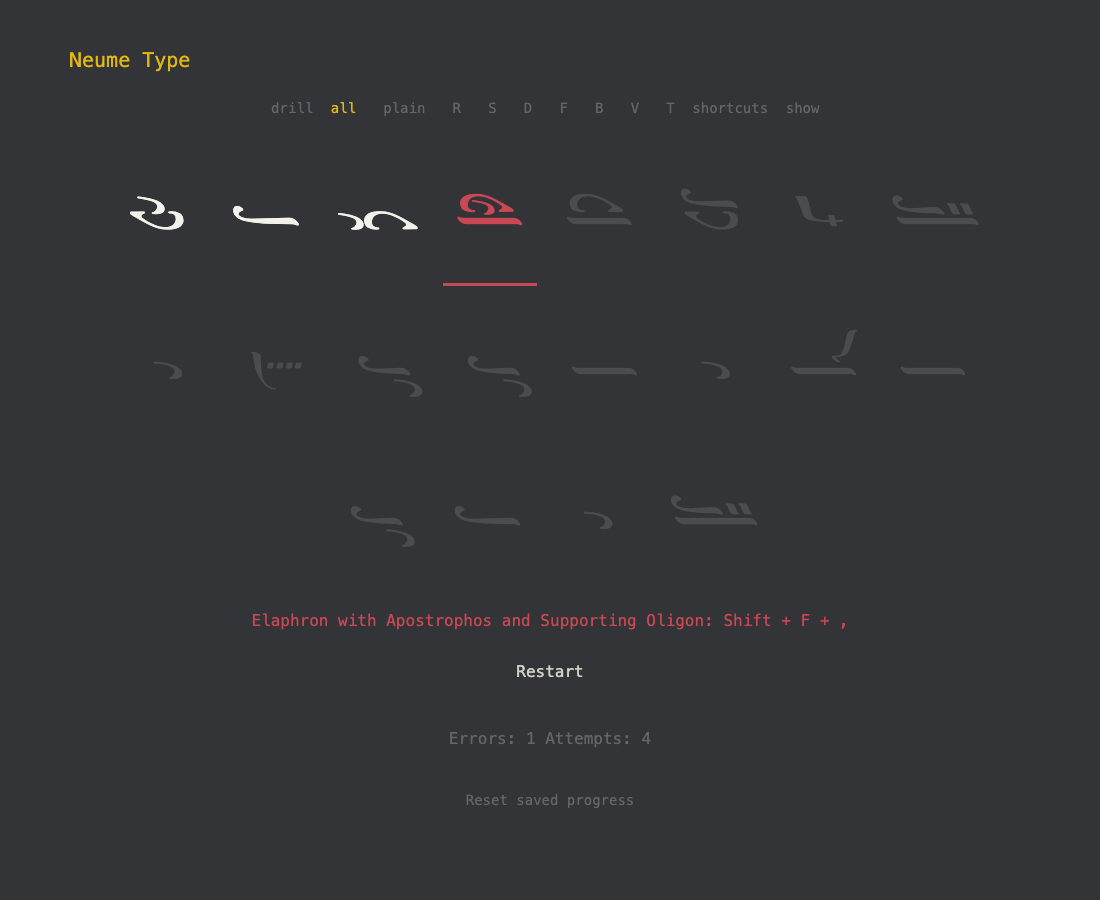 Neume Type
drill all plain R S D F B V T shortcuts show
Elaphron with Apostrophos and Supporting Oligon: Shift + F + ,
Restart
Errors: 1 Attempts: 4
Reset saved progress